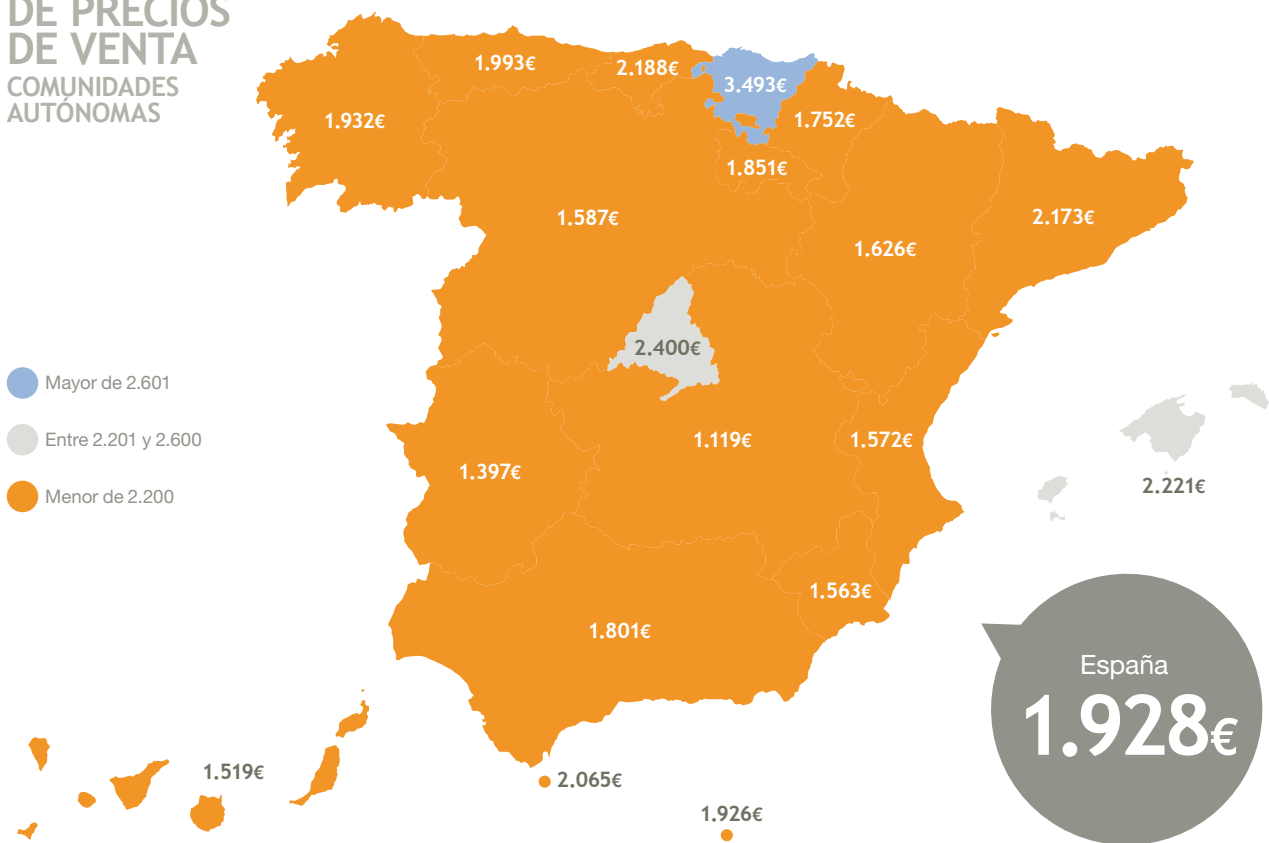 DE PRECIOS
DE VENTA
COMUNIDADES
AUTÓNOMAS
1.993€
2.188€
3.493€
1.932€
1.752€
1.851€
1.587€
2.173€
1.626€
2.400€
Mayor de 2.601
Entre 2.201 y 2.600
Menor de 2.200
1.119€
1.572€
1.397€
2.221€
1.563€
1.801€
España
1.928€
1.519€
2.065€
1.926€